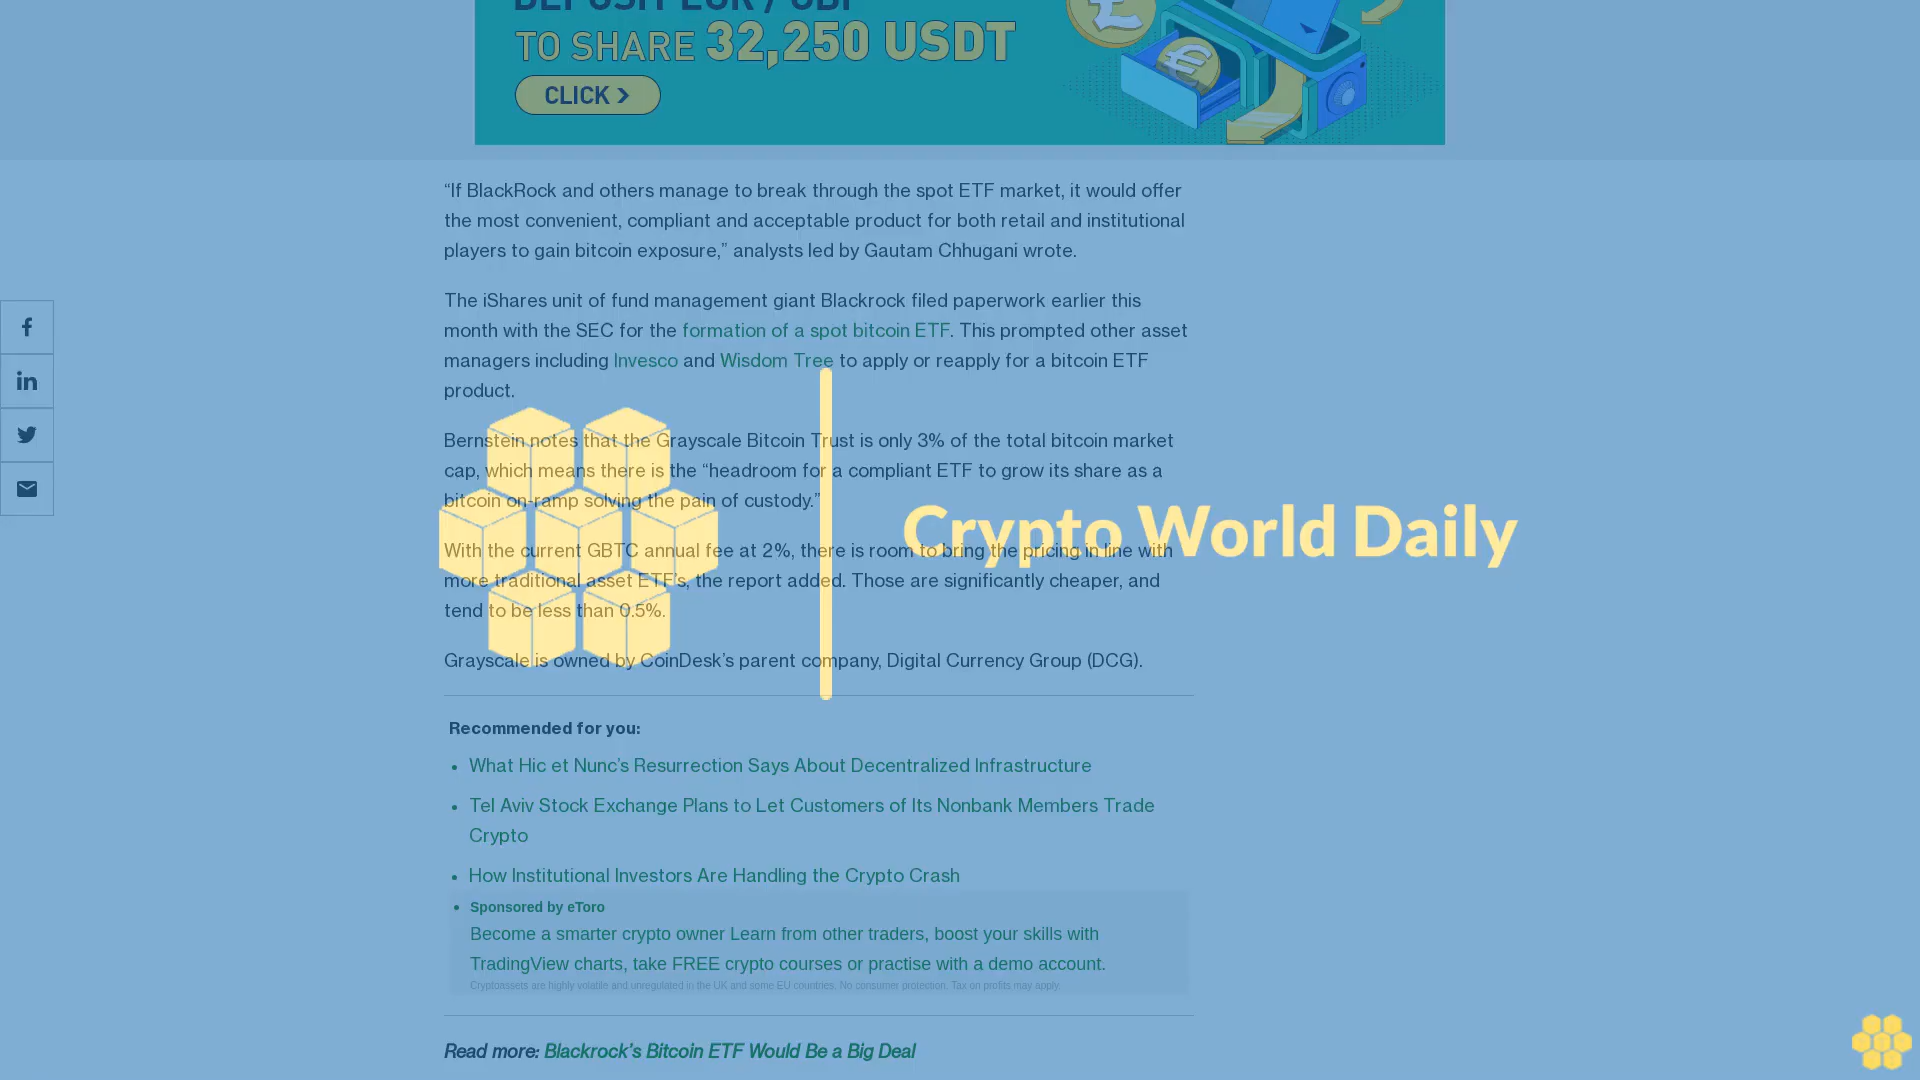 DEPOSIT EUR / GBP
TO SHARE 32,250 USDT
CLICK >
“If BlackRock and others manage to break through the spot ETF market, it would offer
the most convenient, compliant and acceptable product for both retail and institutional
players to gain bitcoin exposure,” analysts led by Gautam Chhugani wrote.
The iShares unit of fund management giant Blackrock filed paperwork earlier this
month with the SEC for the formation of a spot bitcoin ETF. This prompted other asset
managers including Invesco and Wisdom Tree to apply or reapply for a bitcoin ETF
product.
Bernstein notes that the Grayscale Bitcoin Trust is only 3% of the total bitcoin market
cap, which means there is the “headroom for a compliant ETF to grow its share as a
bitcoin on-ramp solving the pain of custody.”
Crypto World Daily
With the current GBTC annual fee at 2%, there is room to bring the pricing in line with
more traditional asset ETF’s, the report added. Those are significantly cheaper, and
tend to be less than 0.5%.
Grayscale is owned by CoinDesk’s parent company, Digital Currency Group (DCG).
Recommended for you:
• What Hic et Nunc’s Resurrection Says About Decentralized Infrastructure
• Tel Aviv Stock Exchange Plans to Let Customers of Its Nonbank Members Trade
Crypto
• How Institutional Investors Are Handling the Crypto Crash
• Sponsored by eToro
Become a smarter crypto owner Learn from other traders, boost your skills with
TradingView charts, take FREE crypto courses or practise with a demo account.
Cryptoassets are highly volatile and unregulated in the UK and some EU countries. No consumer protection. Tax on profits may apply.
Read more: Blackrock’s Bitcoin ETF Would Be a Big Deal